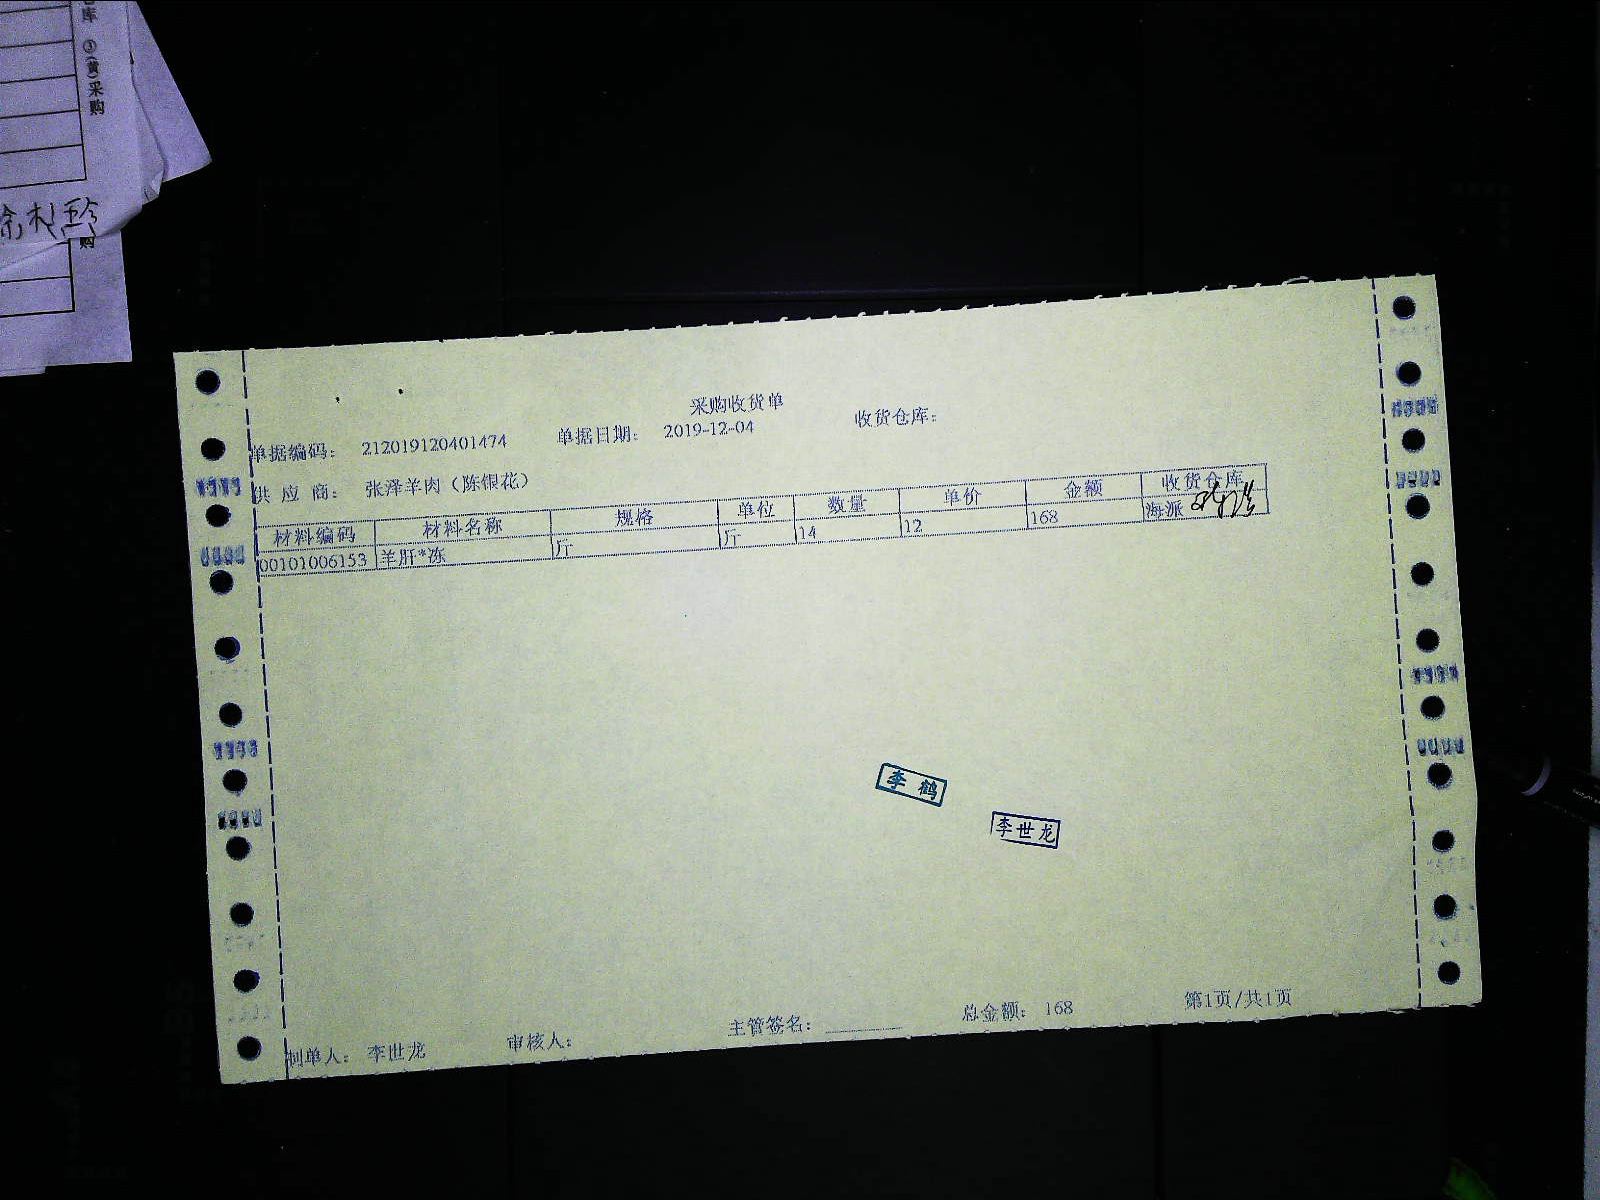 库 ③(黄)采购
购
采购收货单
单据编码: 212019120401474 单据日期: 2019-12-04 收货仓库:
供应商: 张泽羊肉(陈银花)
材料编码 材料名称 规格 单位 数量 单价 金额 收货仓库
00101006153 羊肝*冻 斤 斤 14 12 168 海派
李鹤
李世龙
制单人: 李世龙 审核人: 主管签名: 总金额: 168 第1页/共1页